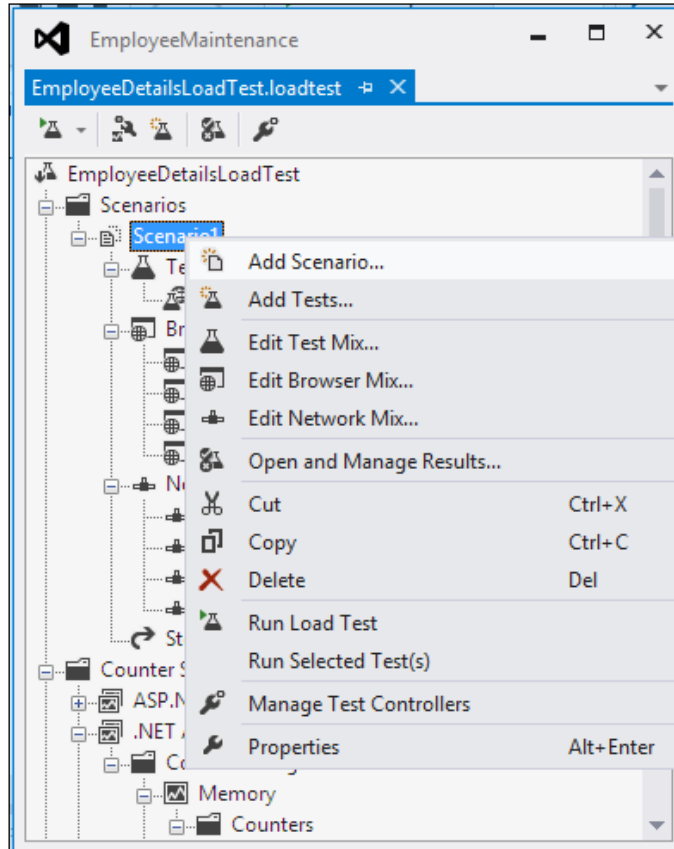 EmployeeMaintenance
EmployeeDetailsLoadTest.loadtest
EmployeeDetailsLoadTest
Scenarios
Scenario1
Add Scenario...
Add Tests...
Edit Test Mix...
Edit Browser Mix...
Edit Network Mix...
Open and Manage Results...
Cut Ctrl+X
Copy Ctrl+C
Delete Del
Run Load Test
Counter
Run Selected Test(s)
Manage Test Controllers
.NET
Properties Alt+Enter
Memory
Counters